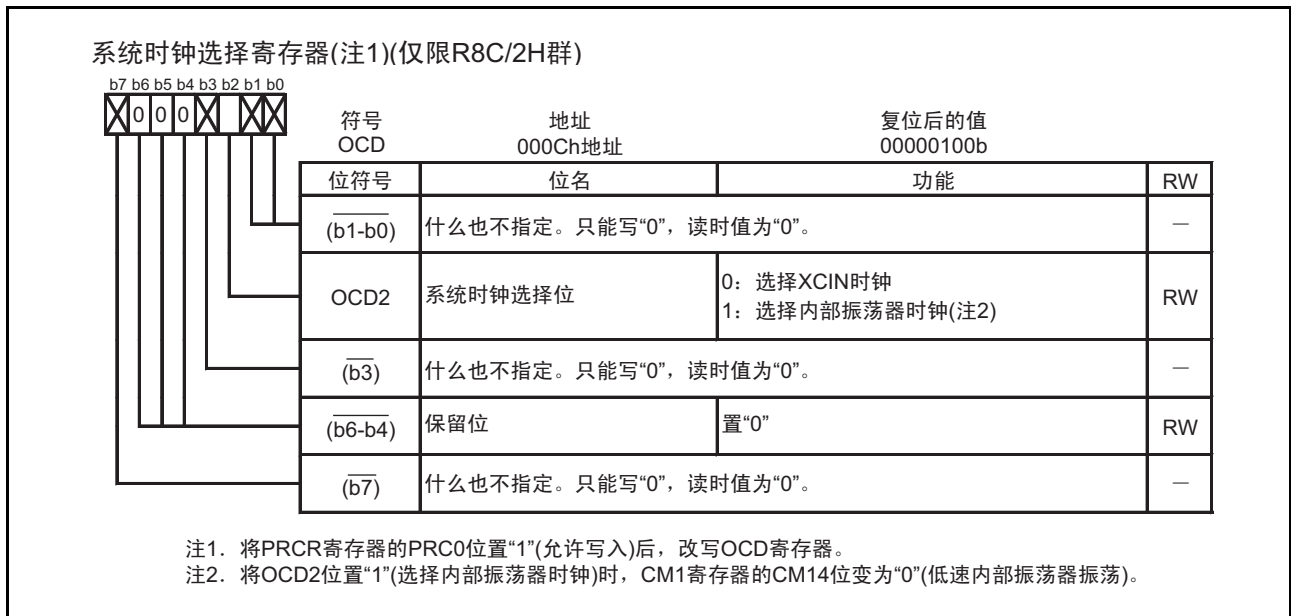 系统时钟选择寄存器(注1)(仅限R8C/2H群)
b7 b6 b5 b4 b3 b2 b1 b0
0 0 0
符号 地址 复位后的值
OCD 000Ch地址 00000100b
位符号 位名 功能 RW
(b1-b0) 什么也不指定。只能写“0”，读时值为“0”。 －
OCD2 系统时钟选择位 0：选择XCIN时钟 RW
1：选择内部振荡器时钟(注2)
(b3) 什么也不指定。只能写“0”，读时值为“0”。 －
(b6-b4) 保留位 置“0” RW
(b7) 什么也不指定。只能写“0”，读时值为“0”。 －
注1．将PRCR寄存器的PRC0位置“1”(允许写入)后，改写OCD寄存器。
注2．将OCD2位置“1”(选择内部振荡器时钟)时，CM1寄存器的CM14位变为“0”(低速内部振荡器振荡)。